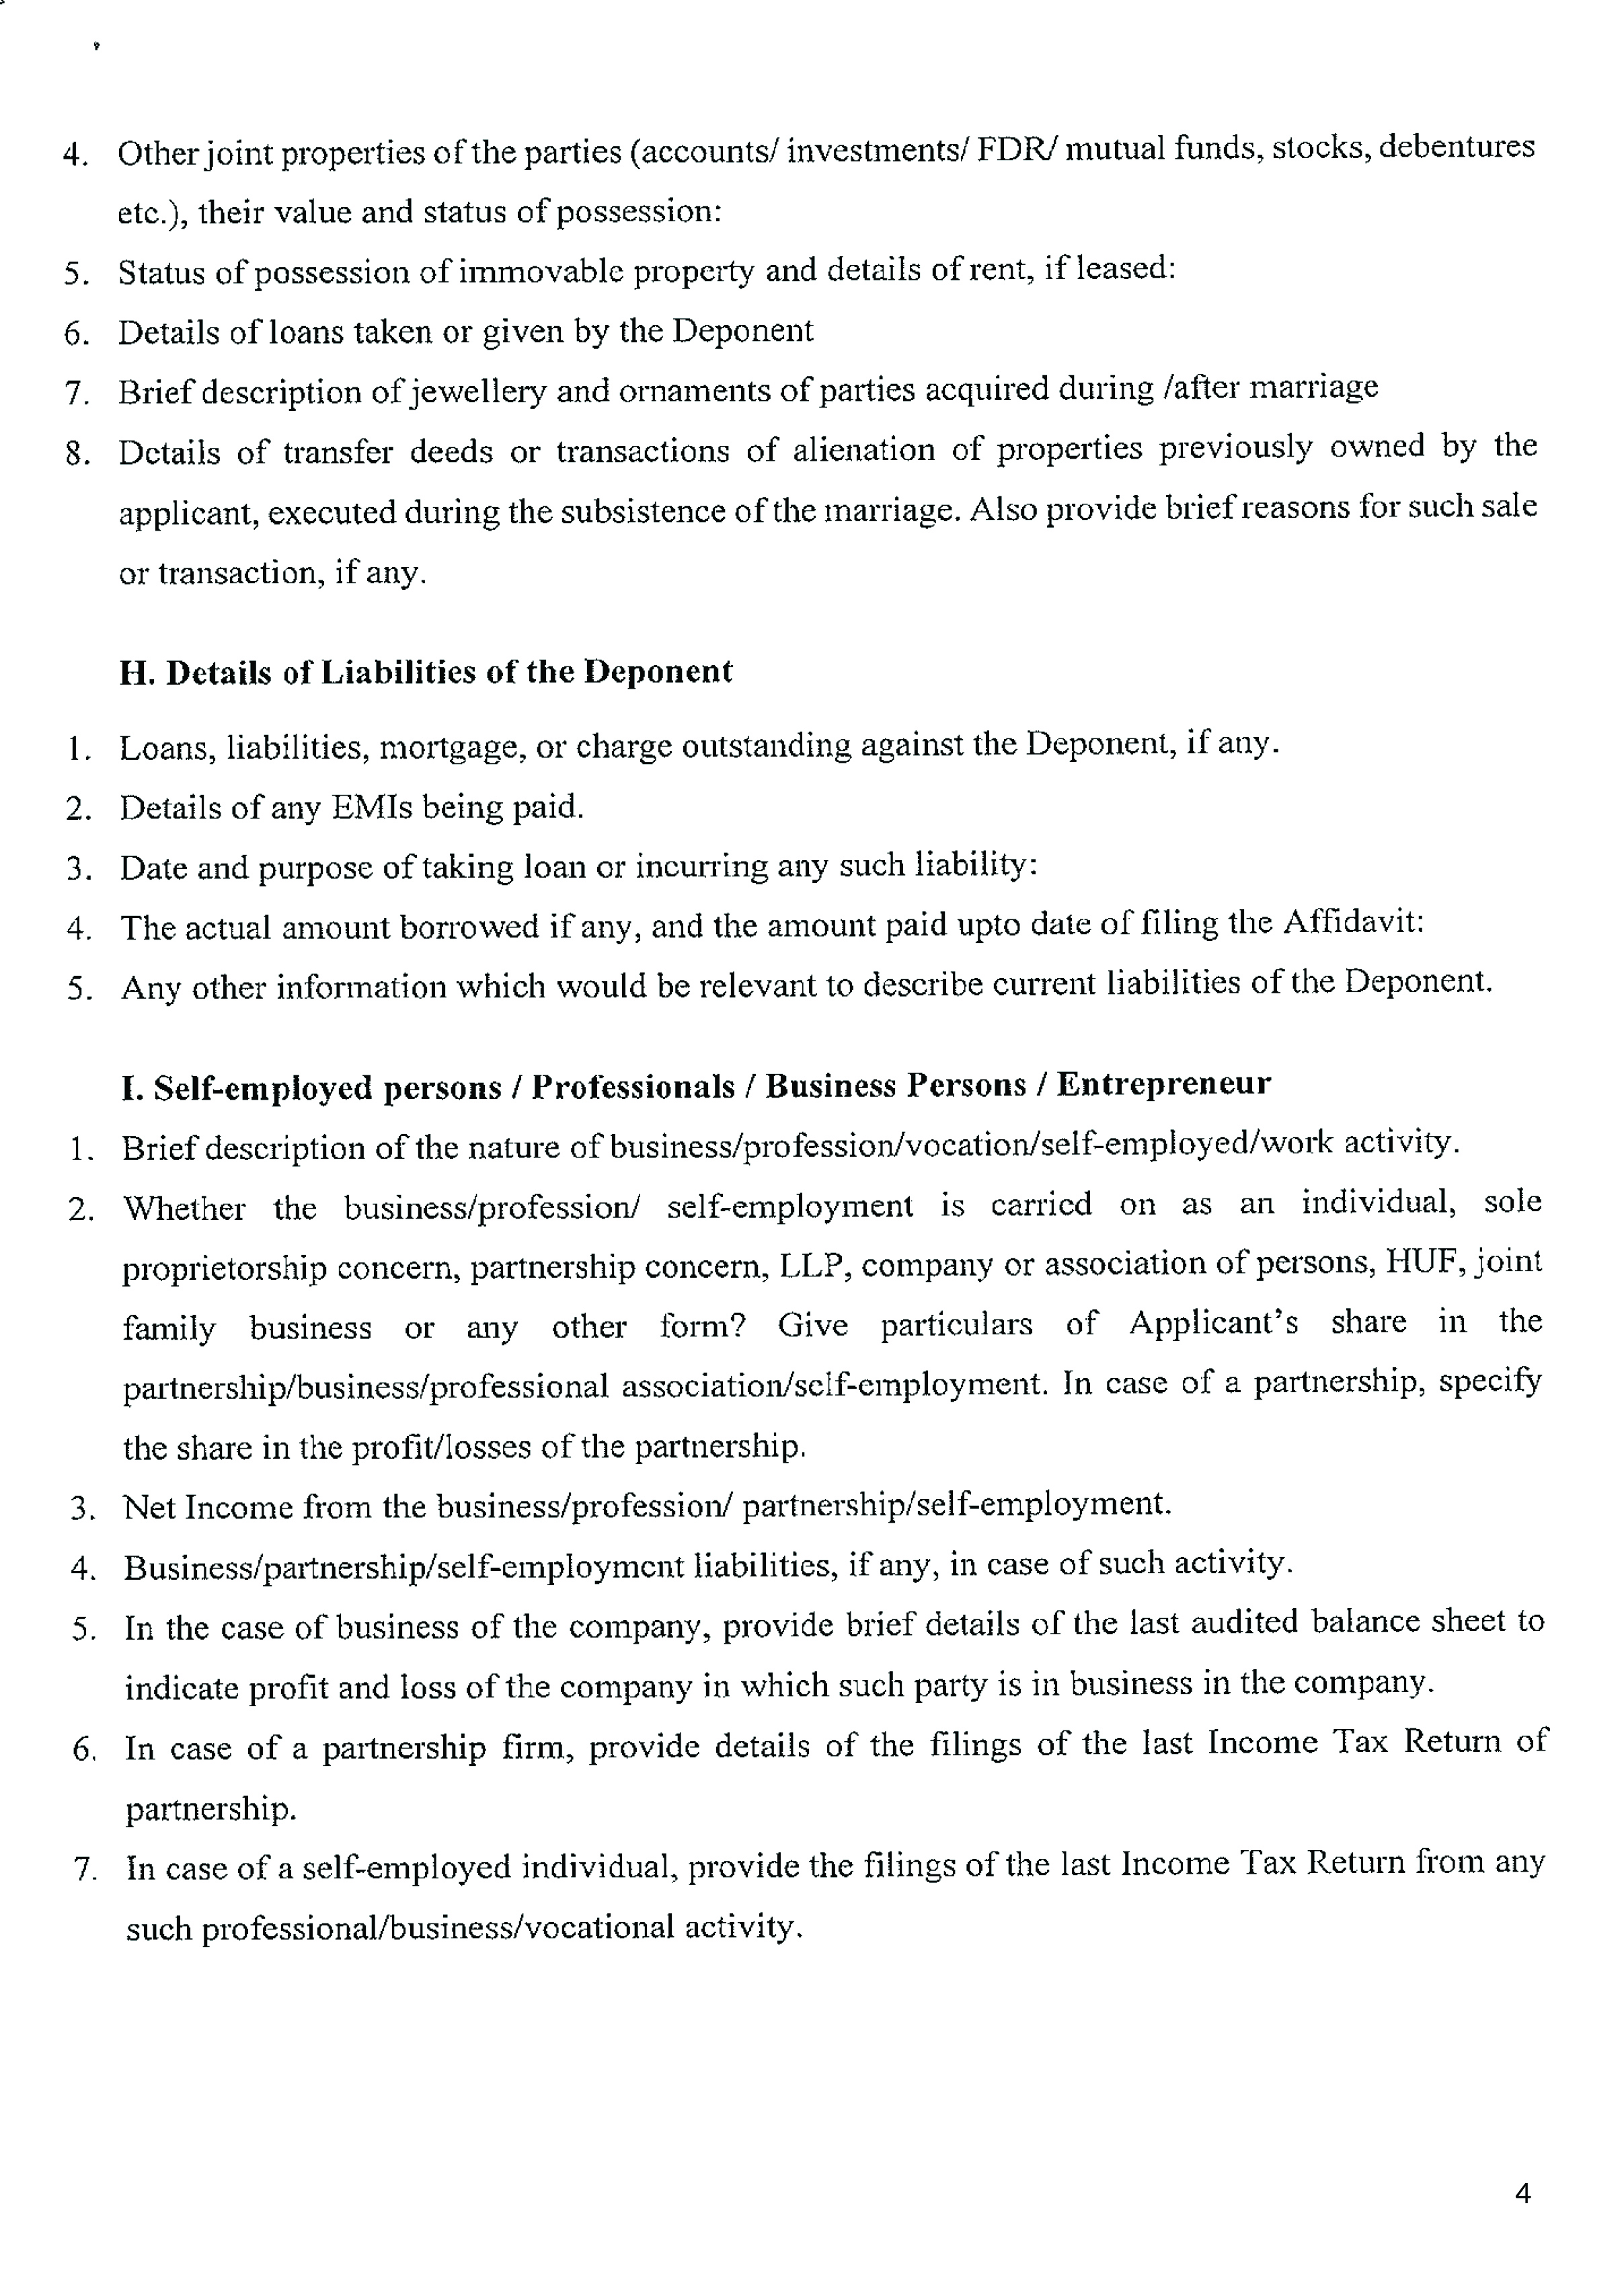 4. Other joint properties of the parties (accounts/ investments/ FDR/ mutual funds, stocks, debentures
etc.), their value and status of possession:
5. Status of possession of immovable property and details of rent, if leased:
6. Details of loans taken or given by the Deponent
7. Brief description of jewellery and ornaments of parties acquired during /after marriage
8. Details of transfer deeds or transactions of alienation of properties previously owned by the
applicant, executed during the subsistence of the marriage. Also provide brief reasons for such sale
or transaction, if any.
H. Details of Liabilities of the Deponent
1. Loans, liabilities, mortgage, or charge outstanding against the Deponent, if any.
2. Details of any EMIs being paid.
3. Date and purpose of taking loan or incurring any such liability:
4. The actual amount borrowed if any, and the amount paid upto date of filing the Affidavit:
5. Any other information which would be relevant to describe current liabilities of the Deponent.
I. Self-employed persons / Professionals / Business Persons / Entrepreneur
1. Brief description of the nature of business/profession/vocation/self-employed/work activity.
2. Whether the business/profession/ self-employment is carried on as an individual, sole
proprietorship concern, partnership concern, LLP, company or association of persons, HUF, joint
family business or any other form? Give particulars of Applicant's share in the
partnership/business/professional association/self-employment. In case of a partnership, specify
the share in the profit/losses of the partnership.
3. Net Income from the business/profession/ partnership/self-employment.
4. Business/partnership/self-employment liabilities, if any, in case of such activity.
5. In the case of business of the company, provide brief details of the last audited balance sheet to
indicate profit and loss of the company in which such party is in business in the company.
6. In case of a partnership firm, provide details of the filings of the last Income Tax Return of
partnership.
7. In case of a self-employed individual, provide the filings of the last Income Tax Return from any
such professional/business/vocational activity.
4